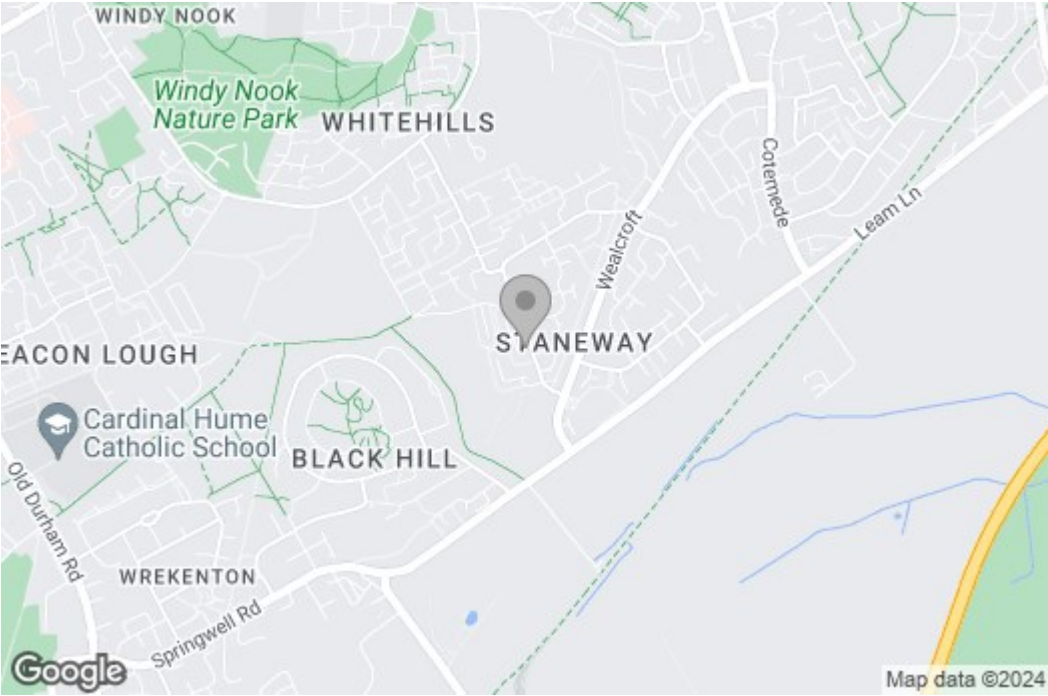 WINDY NOOK
Windy Nook
Nature Park
WHITEHILLS
Cotemede
Leam Ln
Wealcroft
STANEWAY
EACON LOUGH
Cardinal Hume
Catholic School
BLACK HILL
Old Durham Rd
WREKENTON
Springwell Rd
Google
Map data ©2024